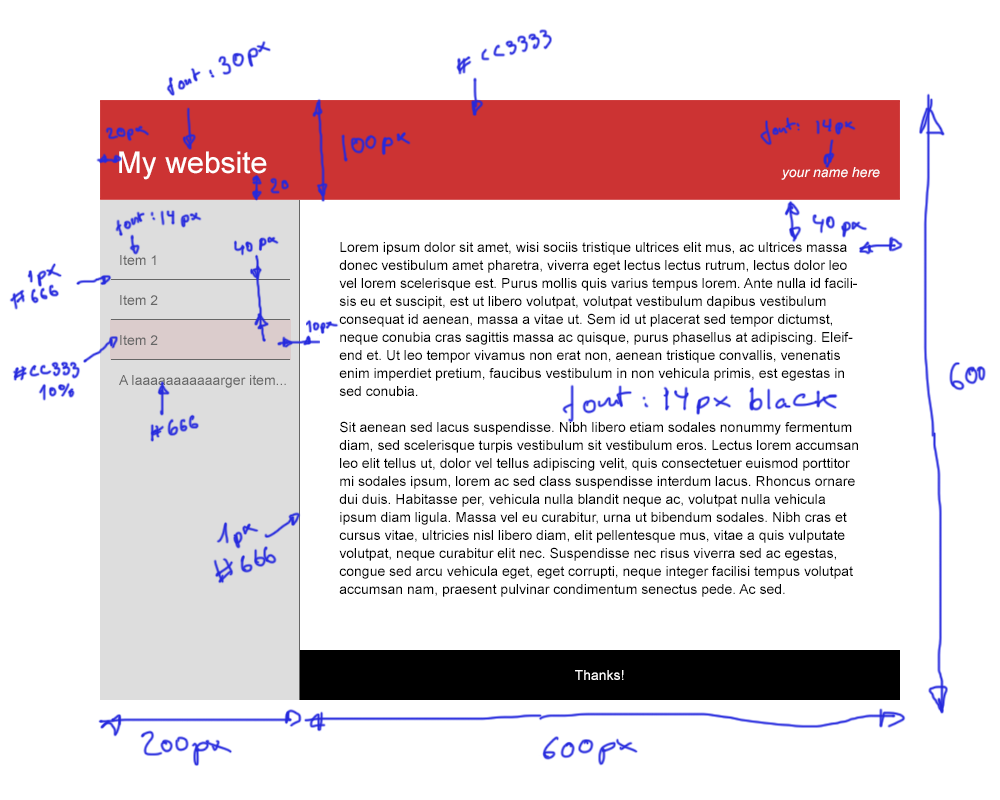 font : 30px
# CC3333
20px
100px
font: 14px
My website
20
your name here
font : 14px
40 px
40 px
Lorem ipsum dolor sit amet, wisi sociis tristique ultrices elit mus, ac ultrices massa
donec vestibulum amet pharetra, viverra eget lectus lectus rutrum, lectus dolor leo
vel lorem scelerisque est. Purus mollis quis varius tempus lorem. Ante nulla id facili-
sis eu et suscipit, est ut libero volutpat, volutpat vestibulum dapibus vestibulum
consequat id aenean, massa a vitae ut. Sem id ut placerat sed tempor dictumst,
neque conubia cras sagittis massa ac quisque, purus phasellus at adipiscing. Eleif-
end et. Ut leo tempor vivamus non erat non, aenean tristique convallis, venenatis
enim imperdiet pretium, faucibus vestibulum in non vehicula primis, est egestas in
sed conubia.
Item 1
1px
#666
Item 2
10px
Item 2
#CC333
10%
600
A laaaaaaaaaaarger item...
font : 14px black
#666
Sit aenean sed lacus suspendisse. Nibh libero etiam sodales nonummy fermentum
diam, sed scelerisque turpis vestibulum sit vestibulum eros. Lectus lorem accumsan
leo elit tellus ut, dolor vel tellus adipiscing velit, quis consectetuer euismod porttitor
mi sodales ipsum, lorem ac sed class suspendisse interdum lacus. Rhoncus ornare
dui duis. Habitasse per, vehicula nulla blandit neque ac, volutpat nulla vehicula
ipsum diam ligula. Massa vel eu curabitur, urna ut bibendum sodales. Nibh cras et
cursus vitae, ultricies nisl libero diam, elit pellentesque mus, vitae a quis vulputate
volutpat, neque curabitur elit nec. Suspendisse nec risus viverra sed ac egestas,
congue sed arcu vehicula eget, eget corrupti, neque integer facilisi tempus volutpat
accumsan nam, praesent pulvinar condimentum senectus pede. Ac sed.
1px
#666
Thanks!
200px
600px